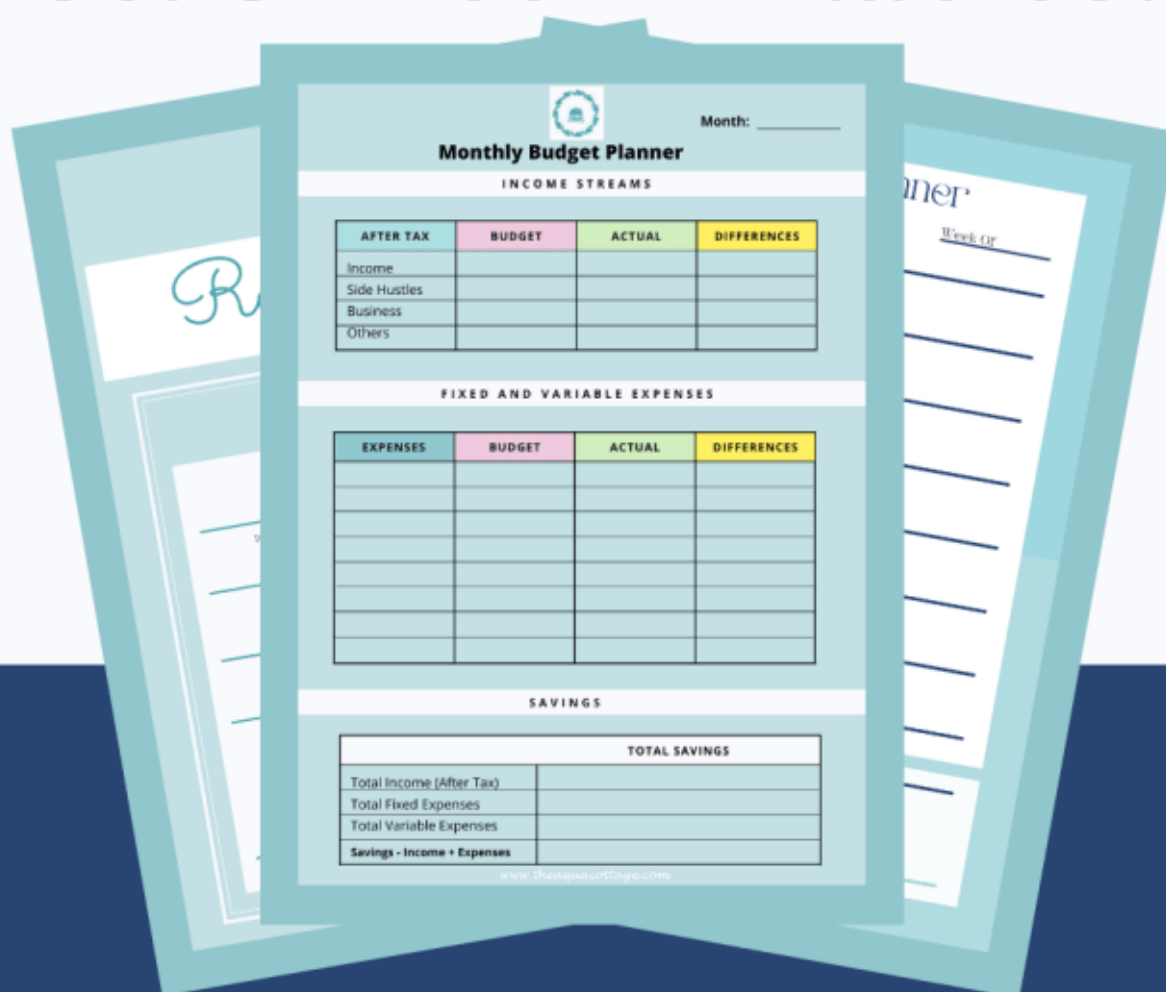 Month:
Monthly Budget Planner
INCOME STREAMS
AFTER TAX BUDGET ACTUAL DIFFERENCES
Income
Side Hustles
Business
Others
FIXED AND VARIABLE EXPENSES
EXPENSES BUDGET ACTUAL DIFFERENCES
SAVINGS
TOTAL SAVINGS
Total Income (After Tax)
Total Fixed Expenses
Total Variable Expenses
Savings - Income + Expenses
www.theaquacottage.com
Week Of